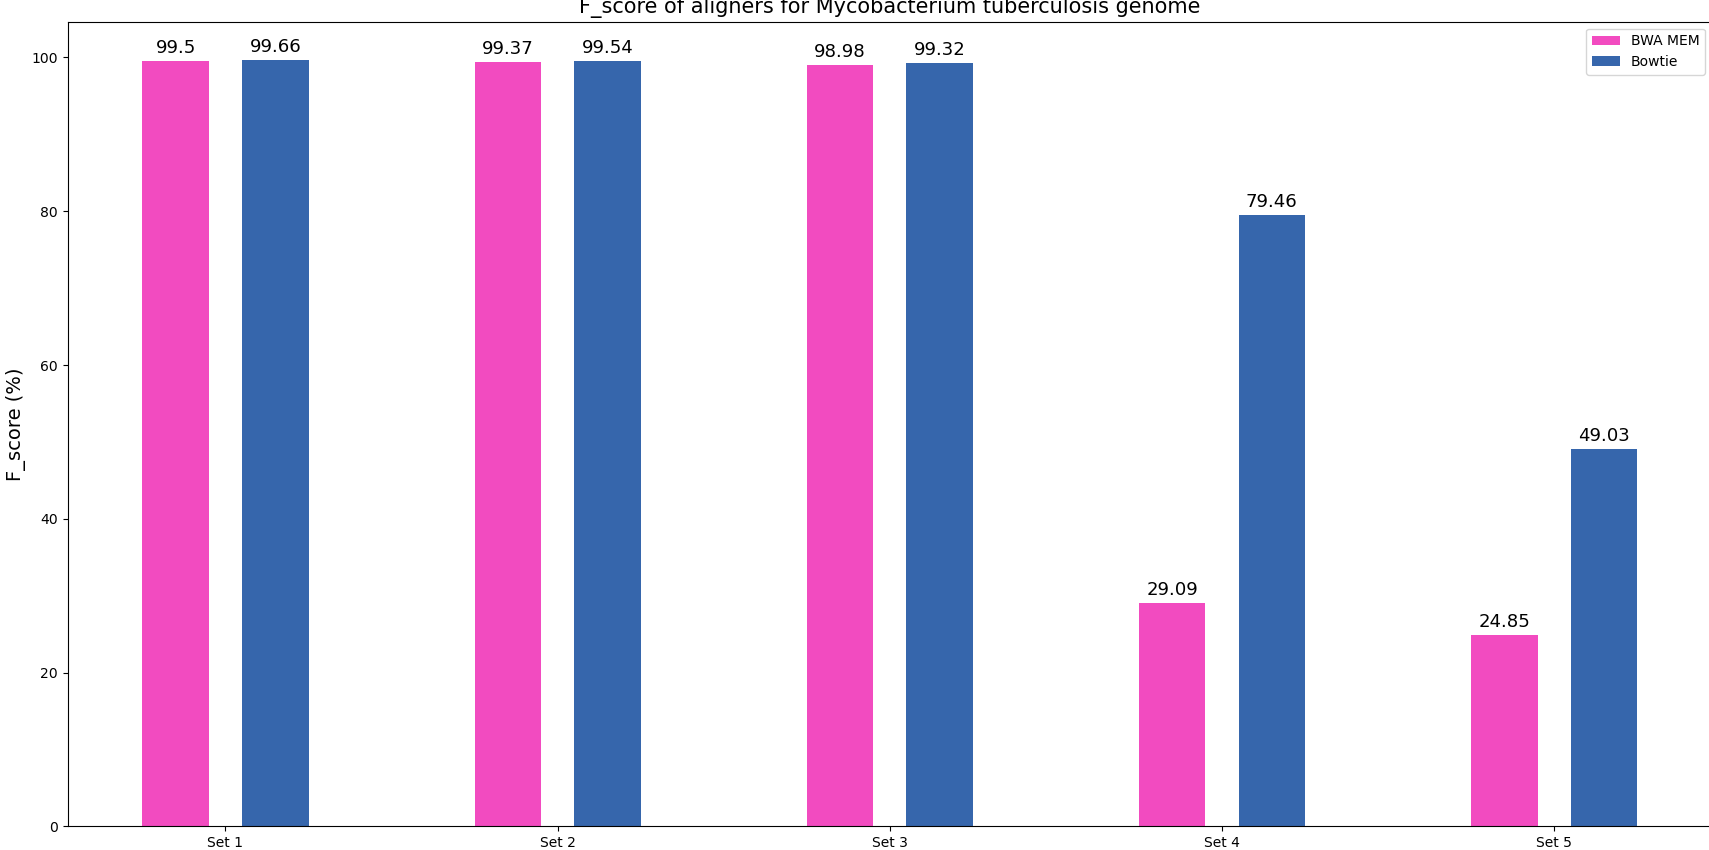 F_score of aligners for Mycobacterium tuberculosis genome
BWA MEM
Bowtie
F_score (%)
100
80
60
40
20
0
99.5
99.66
99.37
99.54
98.98
99.32
29.09
79.46
24.85
49.03
Set 1
Set 2
Set 3
Set 4
Set 5